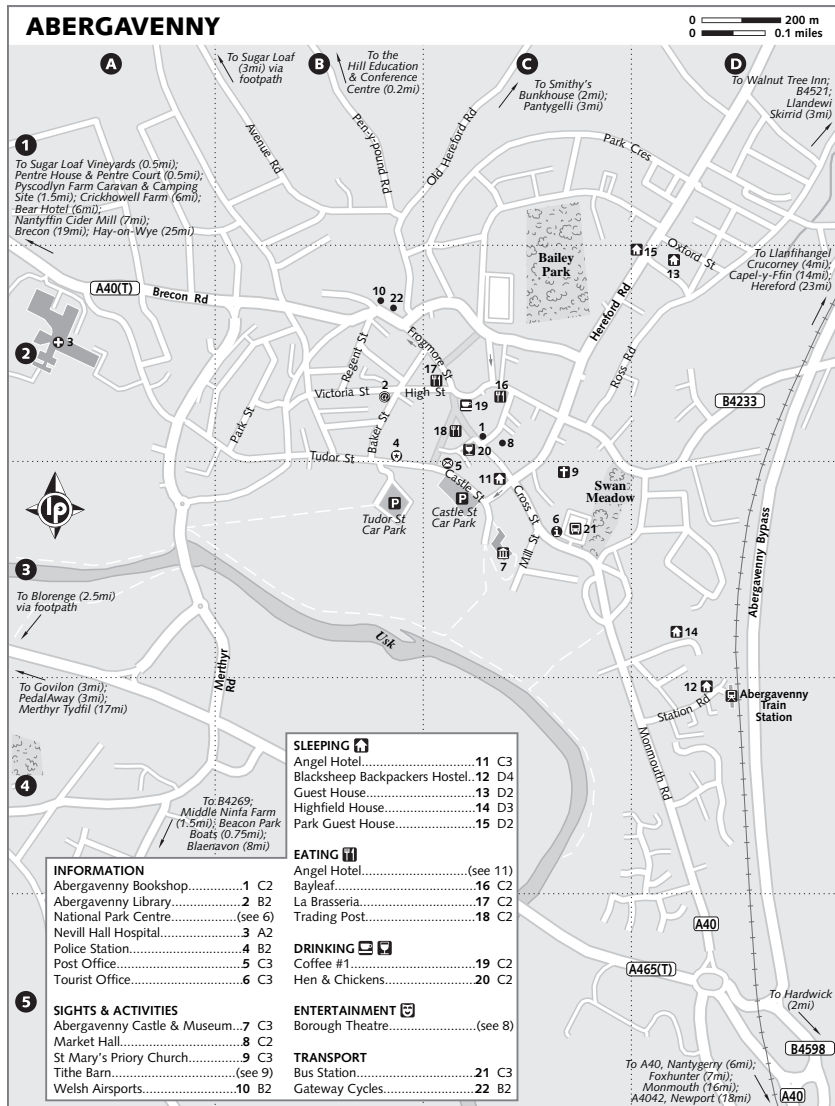 ABERGAVENNY
0 200 m
0 0.1 miles
A
B
C
D
To Sugar Loaf
(3mi) via
footpath
To the
Hill Education
& Conference
Centre (0.2mi)
To Smithy's
Bunkhouse (2mi);
Pantygelli (3mi)
To Walnut Tree Inn;
B4521;
Llandewi
Skirrid (3mi)
Avenue Rd
Pen-y-pound Rd
Old Hereford Rd
Park Cres
1
To Sugar Loaf Vineyards (0.5mi);
Pentre House & Pentre Court (0.5mi);
Pyscodlyn Farm Caravan & Camping
Site (1.5mi); Crickhowell Farm (6mi);
Bear Hotel (6mi);
Nantyffin Cider Mill (7mi);
Brecon (19mi); Hay-on-Wye (25mi)
Bailey
Park
15
Oxford St
13
To Llanfihangel
Crucorney (4mi);
Capel-y-Ffin (14mi);
Hereford (23mi)
A40(T)
Brecon Rd
10
22
Hereford Rd
2
3
Frogmore St
Regent St
Ross Rd
17
16
Victoria St
2
High St
19
B4233
Park St
Baker St
18
1
8
4
20
Tudor St
5
11
9
Castle St
Cross St
Swan
Meadow
P
P
Tudor St
Car Park
Castle St
Car Park
6
21
lp
7
Mill St
Abergavenny Bypass
3
To Blorenge (2.5mi)
via footpath
Usk
14
Merthyr
Rd
To Govilon (3mi);
PedalAway (3mi);
Merthyr Tydfil (17mi)
12
Abergavenny
Train
Station
Station Rd
Monmouth Rd
4
To B4269;
Middle Ninfa Farm
(1.5mi); Beacon Park
Boats (0.75mi);
Blaenavon (8mi)
SLEEPING
Angel Hotel 11 C3
Blacksheep Backpackers Hostel..12 D4
Guest House 13 D2
Highfield House 14 D3
Park Guest House 15 D2
EATING
Angel Hotel (see 11)
Bayleaf 16 C2
La Brasseria 17 C2
Trading Post 18 C2
DRINKING
Coffee #1 19 C2
Hen & Chickens 20 C2
ENTERTAINMENT
Borough Theatre (see 8)
TRANSPORT
Bus Station 21 C3
Gateway Cycles 22 B2
INFORMATION
Abergavenny Bookshop 1 C2
Abergavenny Library 2 B2
National Park Centre (see 6)
Nevill Hall Hospital 3 A2
Police Station 4 B2
Post Office 5 C3
Tourist Office 6 C3
SIGHTS & ACTIVITIES
Abergavenny Castle & Museum...7 C3
Market Hall 8 C2
St Mary's Priory Church 9 C3
Tithe Barn (see 9)
Welsh Airsports 10 B2
5
A40
A465(T)
To Hardwick
(2mi)
B4598
To A40, Nantygerry (6mi);
Foxhunter (7mi);
Monmouth (16mi);
A4042, Newport (18mi)
A40